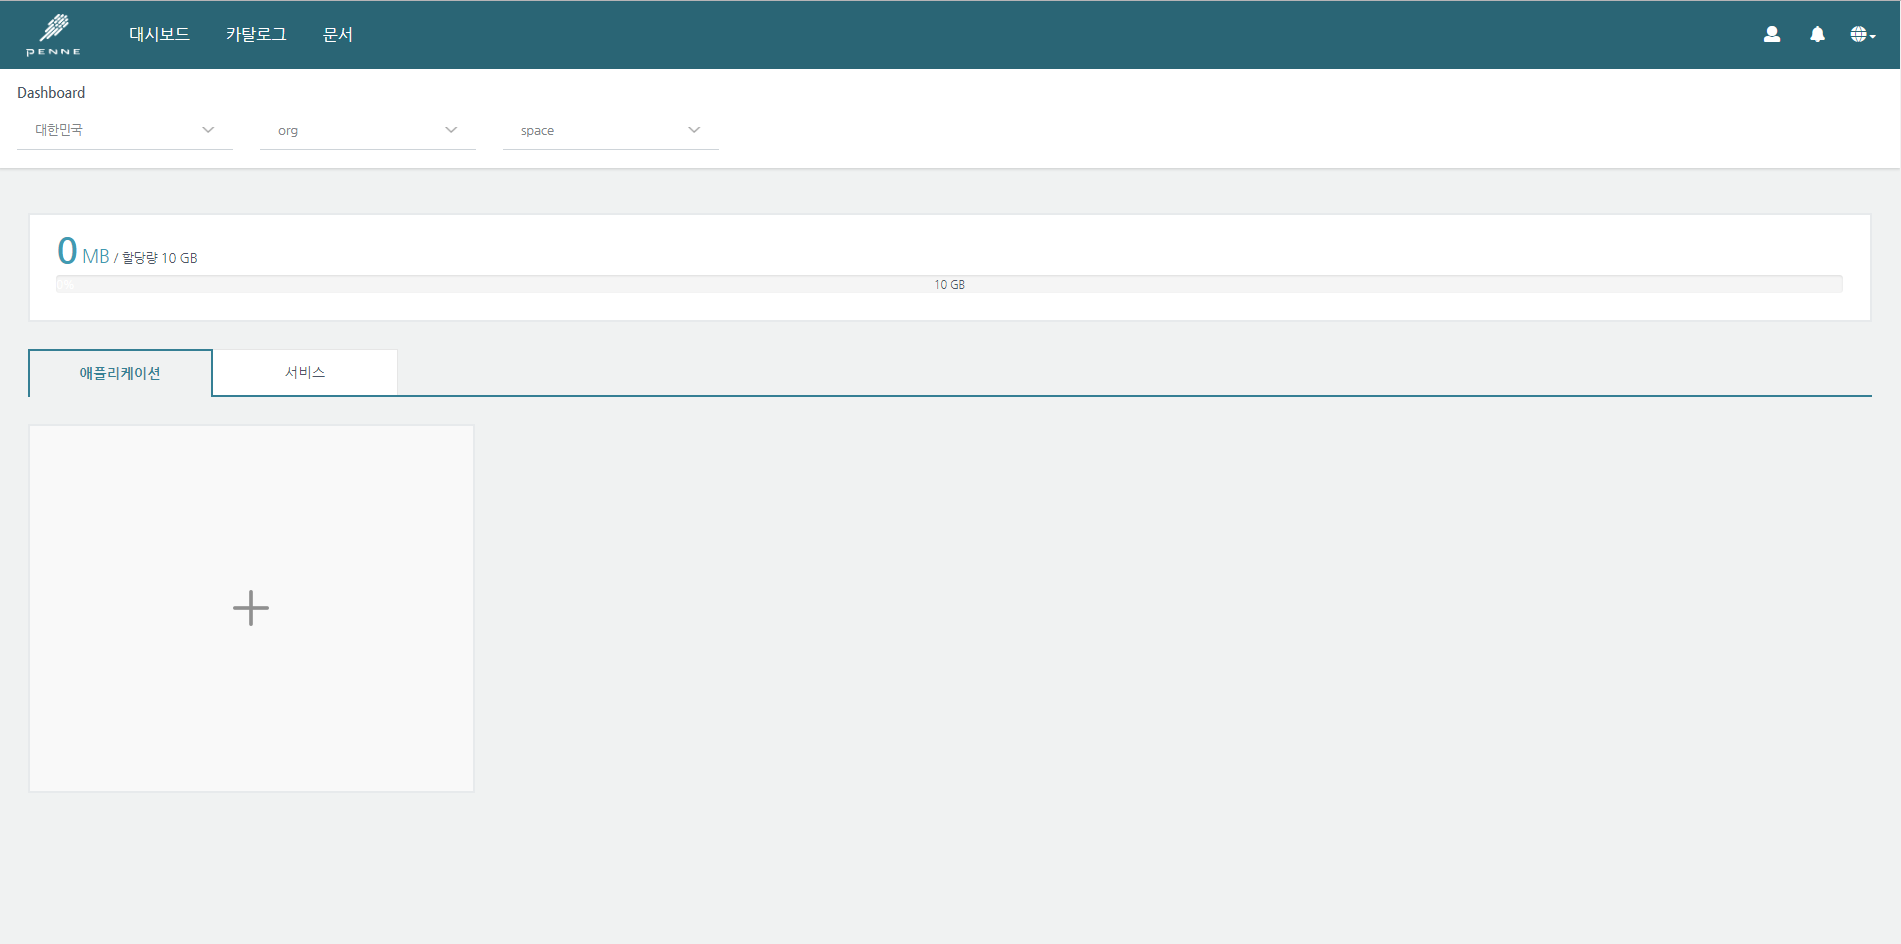 PENNE
대시보드 카탈로그 문서
Dashboard
대한민국 org space
0 MB / 할당량 10 GB
0% 10 GB
애플리케이션 서비스